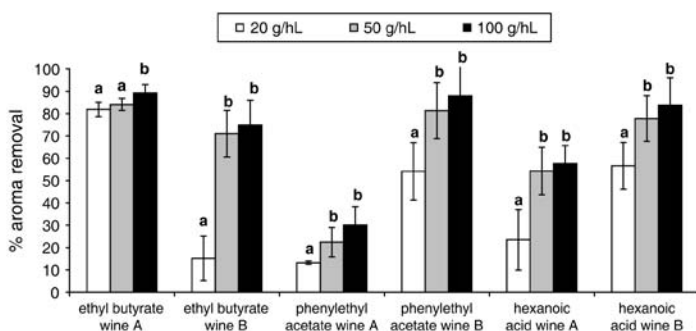 20 g/hL 50 g/hL 100 g/hL
% aroma removal
100
90
80
70
60
50
40
30
20
10
0
a a b
a b b
a b b
a b b
a b b
a b b
ethyl butyrate wine A
ethyl butyrate wine B
phenylethyl acetate wine A
phenylethyl acetate wine B
hexanoic acid wine A
hexanoic acid wine B